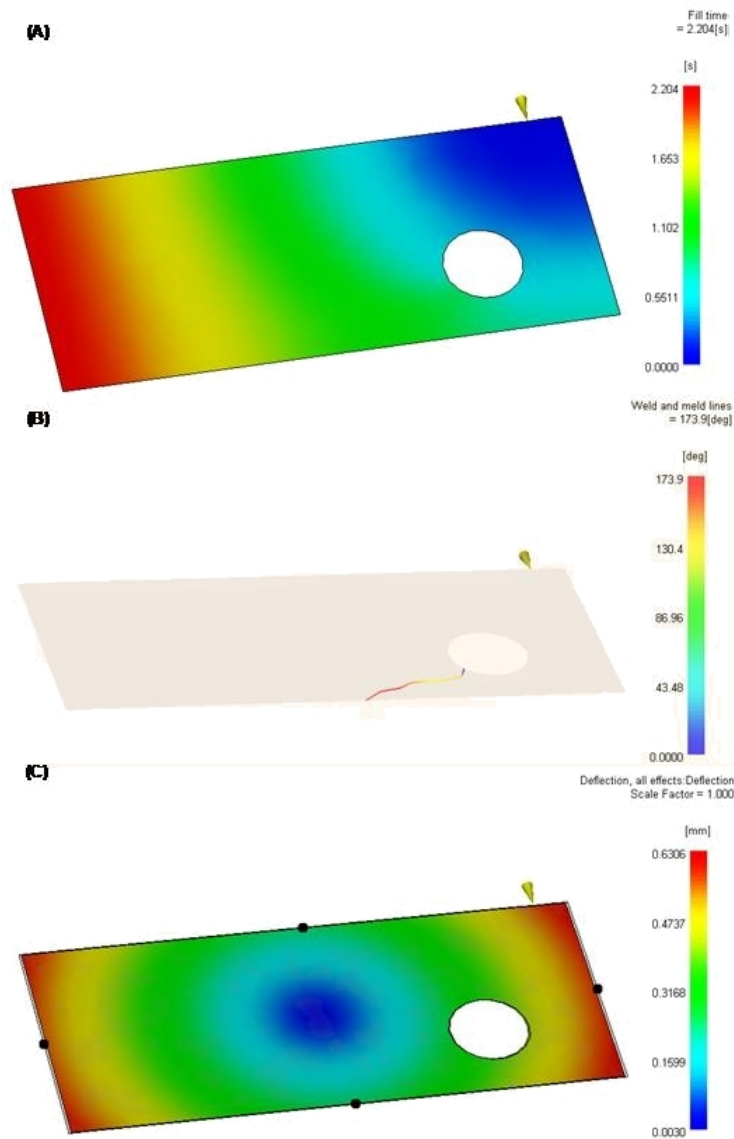 (A)
Fill time
= 2.204[s]
[s]
2.204
1.653
1.102
0.5511
0.0000
(B)
Weld and meld lines
= 173.9[deg]
[deg]
173.9
130.4
86.96
43.48
0.0000
(C)
Deflection, all effects:Deflection
Scale Factor = 1.000
[mm]
0.6306
0.4737
0.3168
0.1599
0.0030